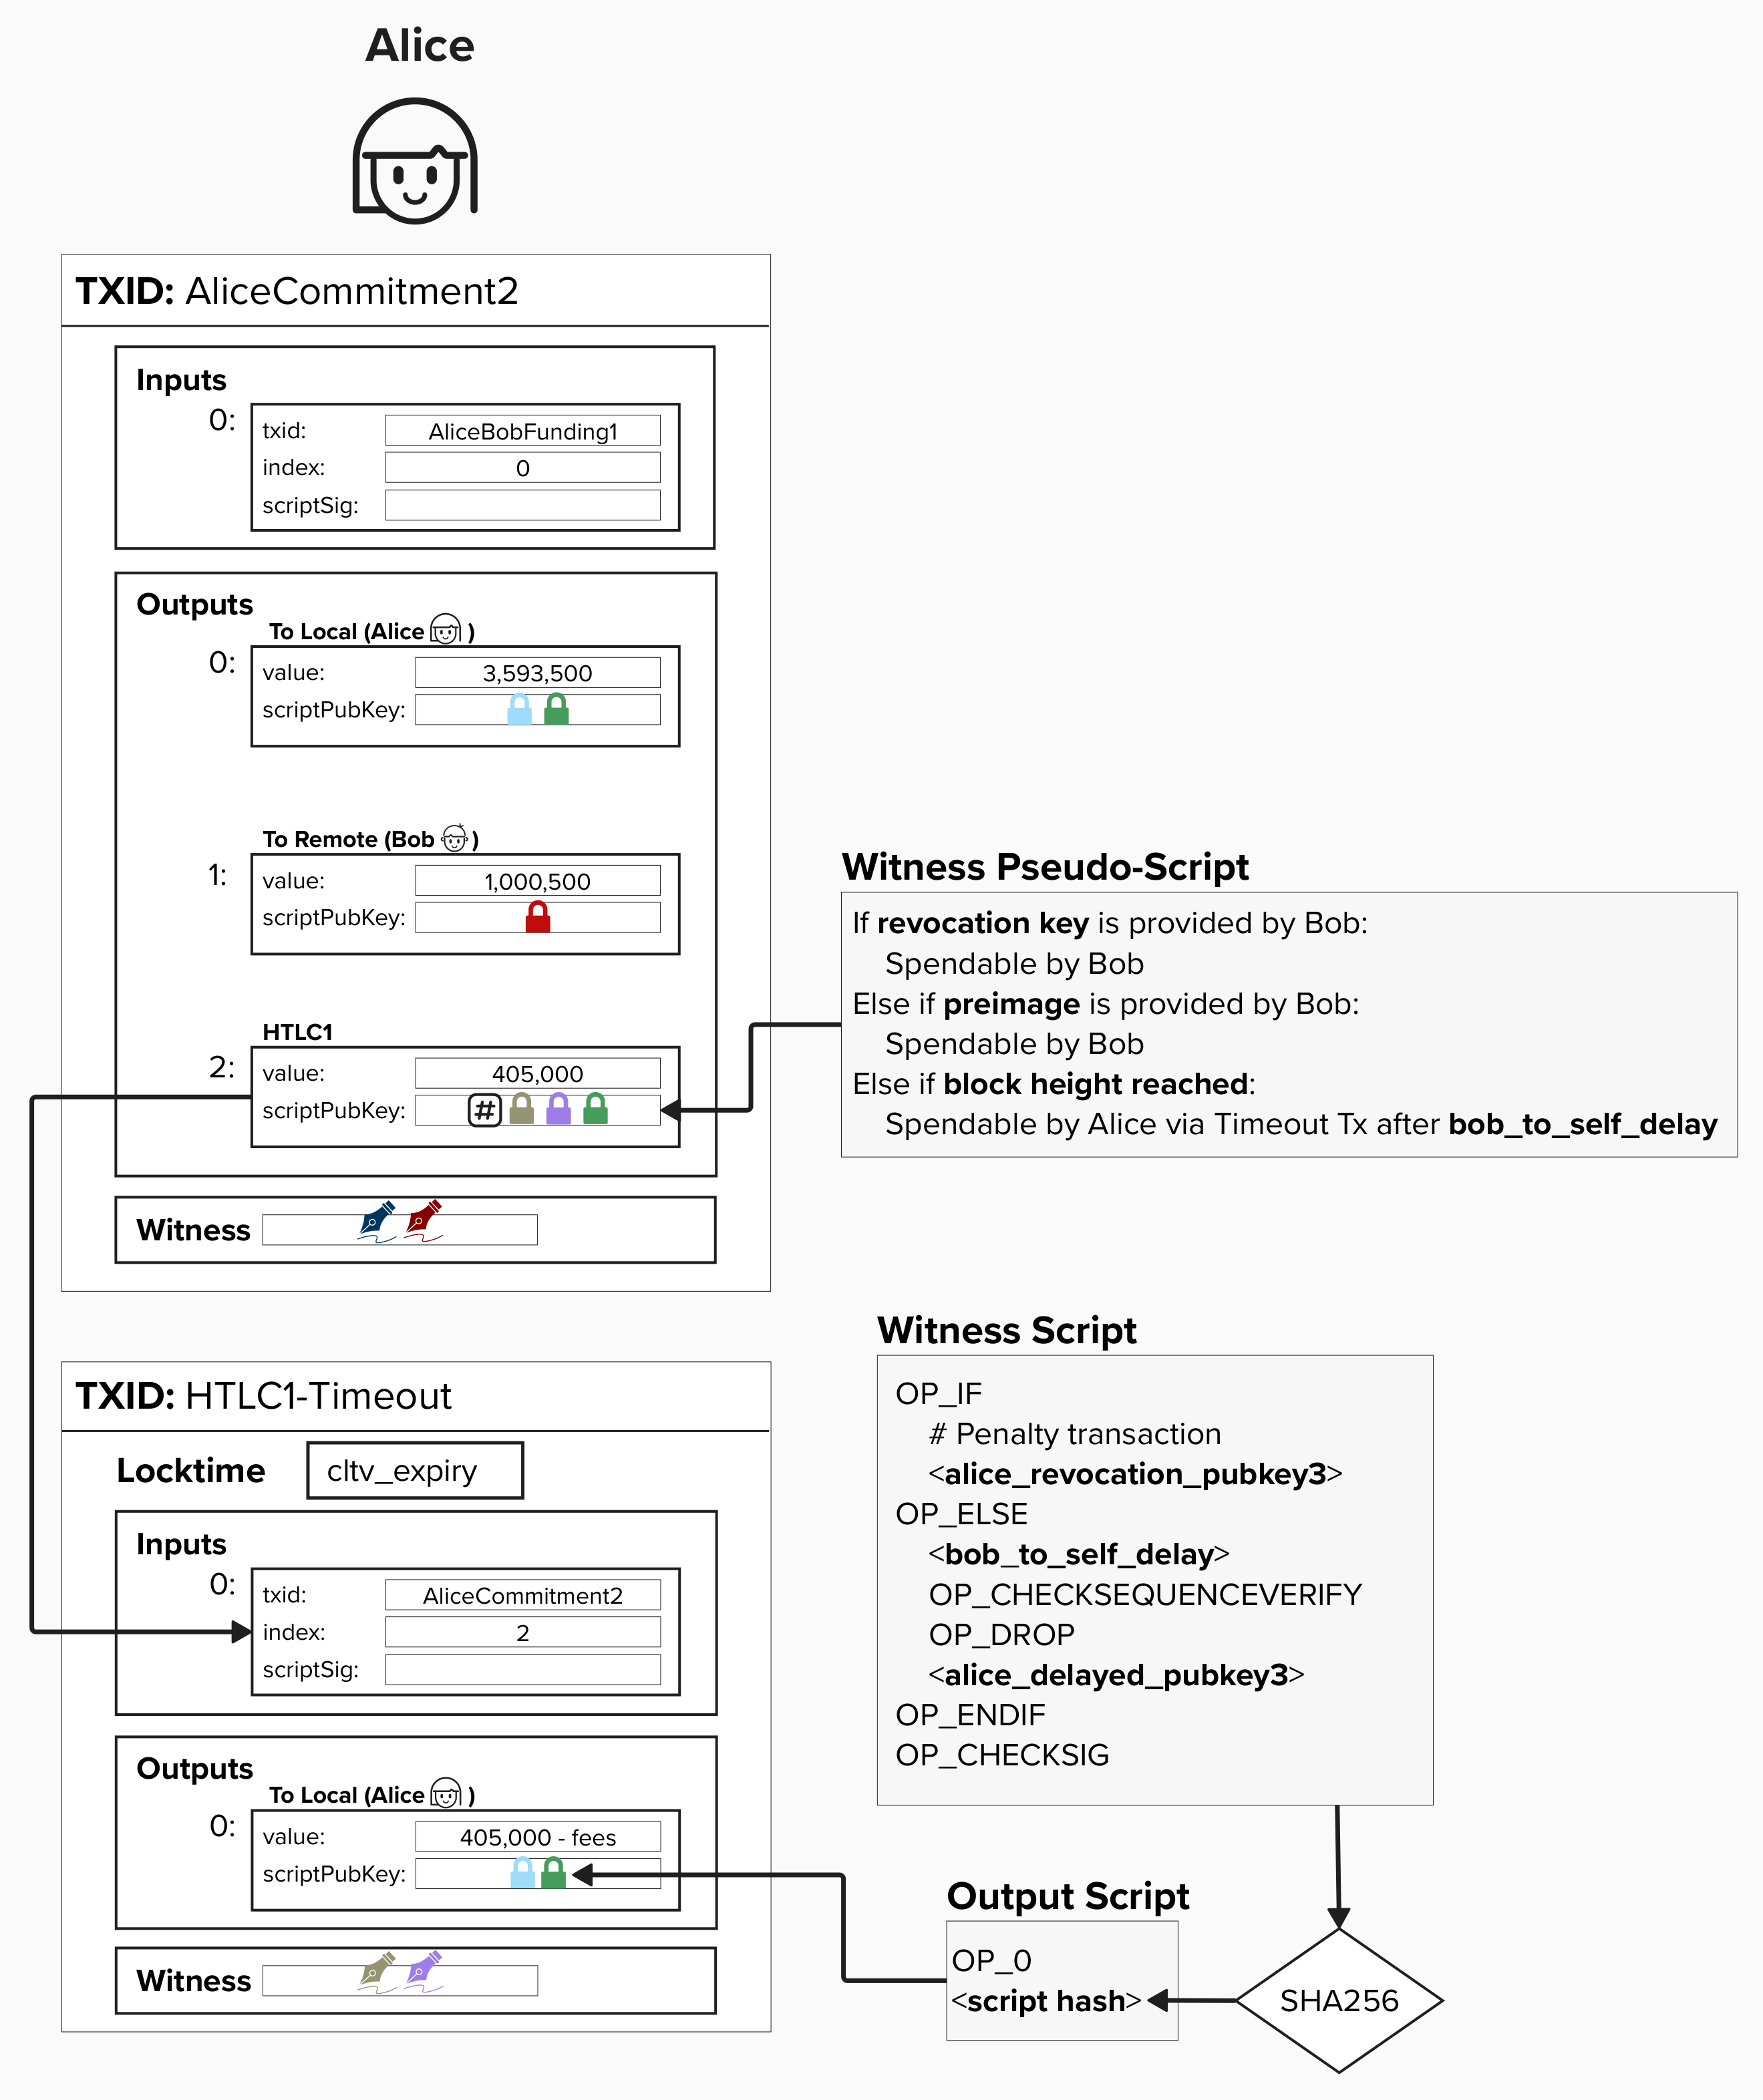 Alice
TXID: AliceCommitment2
Inputs
0:
txid: AliceBobFunding1
index: 0
scriptSig:
Outputs
To Local (Alice )
0:
value: 3,593,500
scriptPubKey:
To Remote (Bob )
1:
value: 1,000,500
scriptPubKey:
HTLC1
2:
value: 405,000
scriptPubKey: #
Witness
Witness Pseudo-Script
If revocation key is provided by Bob:
Spendable by Bob
Else if preimage is provided by Bob:
Spendable by Bob
Else if block height reached:
Spendable by Alice via Timeout Tx after bob_to_self_delay
TXID: HTLC1-Timeout
Locktime cltv_expiry
Inputs
0:
txid: AliceCommitment2
index: 2
scriptSig:
Outputs
To Local (Alice )
0:
value: 405,000 - fees
scriptPubKey:
Witness
Witness Script
OP_IF
# Penalty transaction
<alice_revocation_pubkey3>
OP_ELSE
<bob_to_self_delay>
OP_CHECKSEQUENCEVERIFY
OP_DROP
<alice_delayed_pubkey3>
OP_ENDIF
OP_CHECKSIG
Output Script
OP_0
<script hash>
SHA256